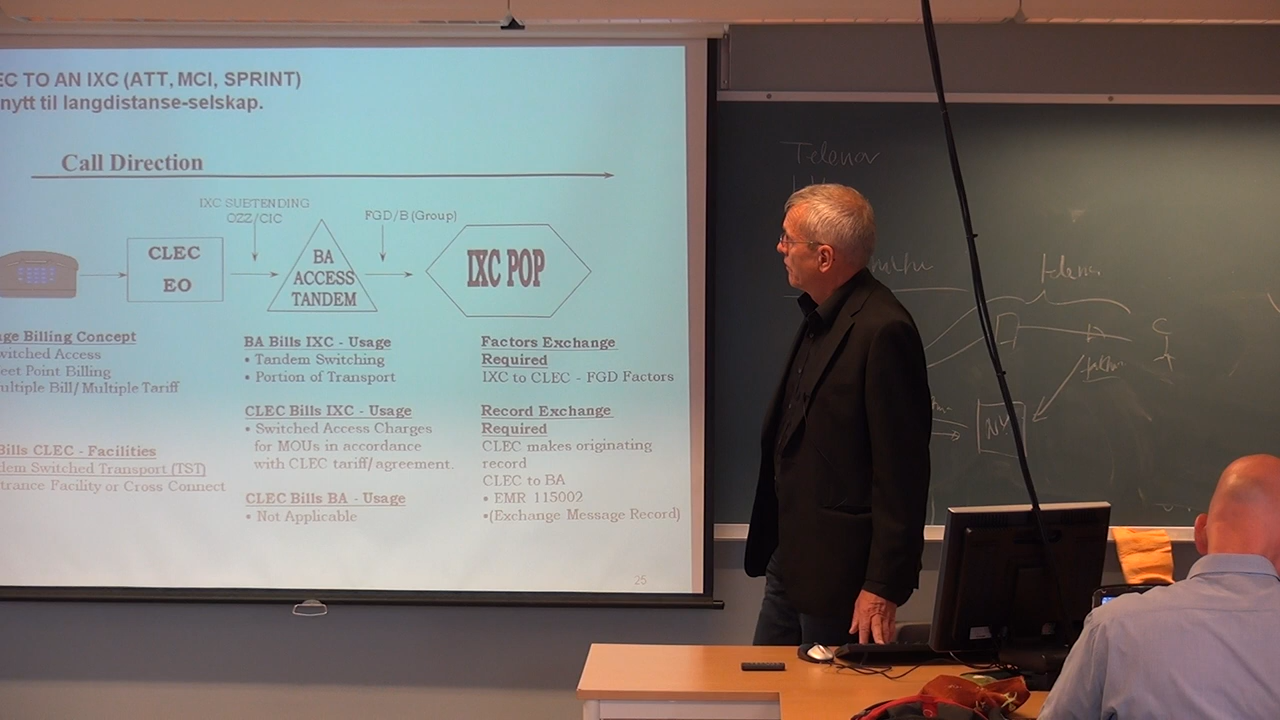 EC TO AN IXC (ATT, MCI, SPRINT)
nytt til langdistanse-selskap.
Call Direction
IXC SUBTENDING
OZZ/CIC
FGD/B (Group)
CLEC
EO
BA
ACCESS
TANDEM
IXC POP
ge Billing Concept
witched Access
eet Point Billing
ultiple Bill/ Multiple Tariff
Bills CLEC - Facilities
dem Switched Transport (TST)
trance Facility or Cross Connect
BA Bills IXC - Usage
• Tandem Switching
• Portion of Transport
CLEC Bills IXC - Usage
• Switched Access Charges
for MOUs in accordance
with CLEC tariff/agreement.
CLEC Bills BA - Usage
• Not Applicable
Factors Exchange
Required
IXC to CLEC - FGD Factors
Record Exchange
Required
CLEC makes originating
record
CLEC to BA
• EMR 115002
•(Exchange Message Record)
25
Telenor
telenor
C
NY